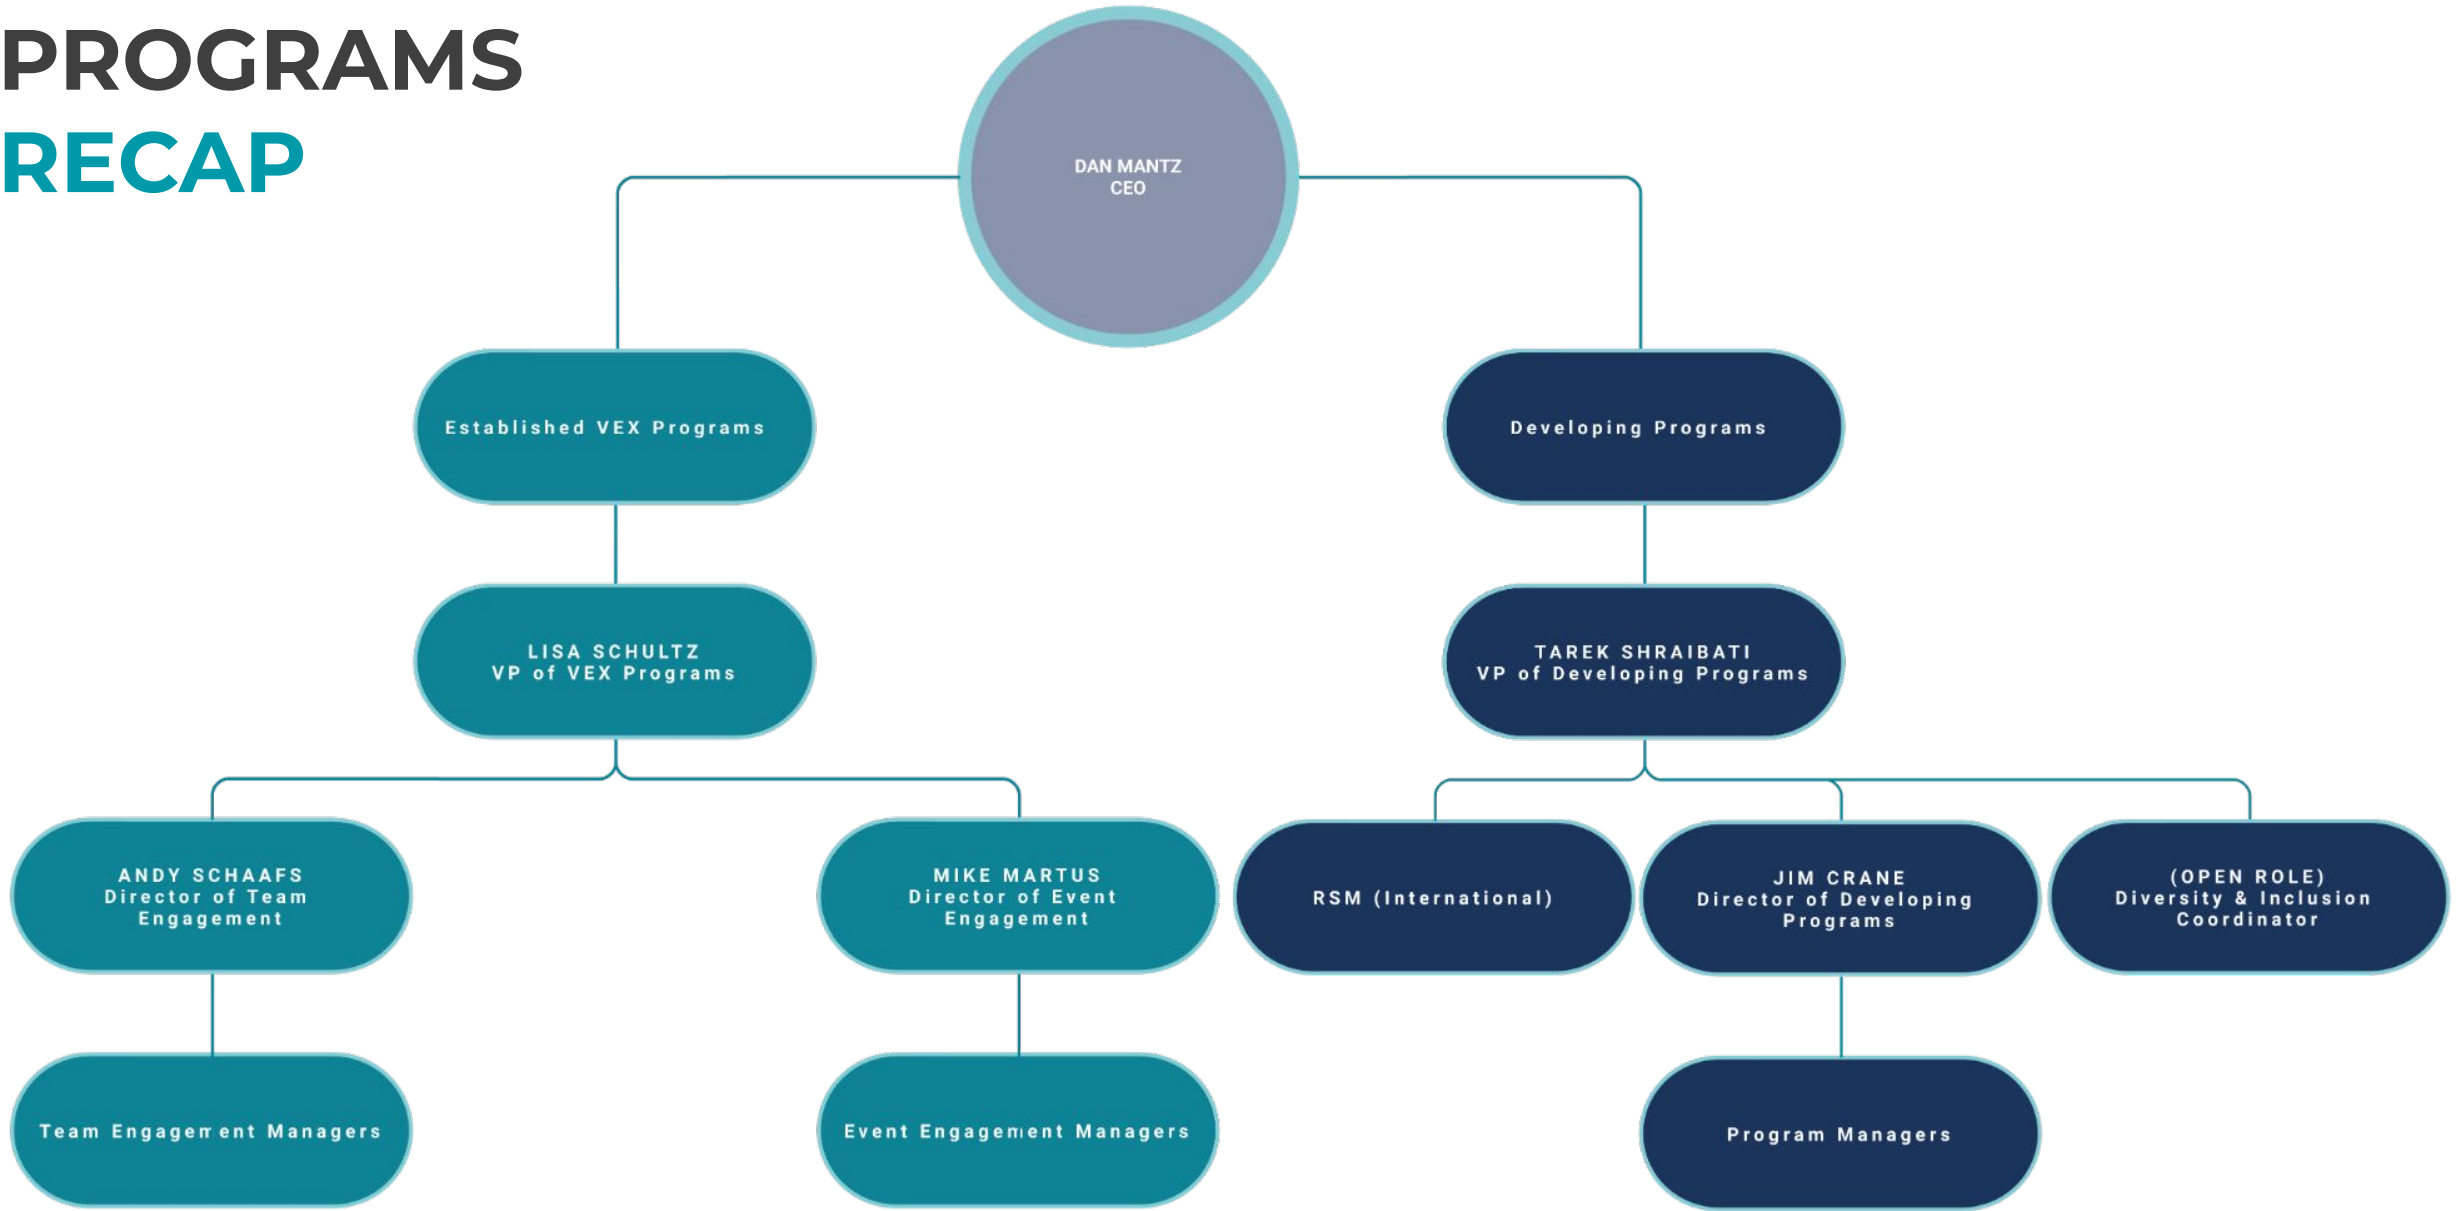 PROGRAMS
RECAP
DAN MANTZ
CEO
Established VEX Programs
Developing Programs
LISA SCHULTZ
VP of VEX Programs
TAREK SHRAIBATI
VP of Developing Programs
ANDY SCHAAFS
Director of Team
Engagement
MIKE MARTUS
Director of Event
Engagement
RSM (International)
JIM CRANE
Director of Developing
Programs
(OPEN ROLE)
Diversity & Inclusion
Coordinator
Team Engagement Managers
Event Engagement Managers
Program Managers